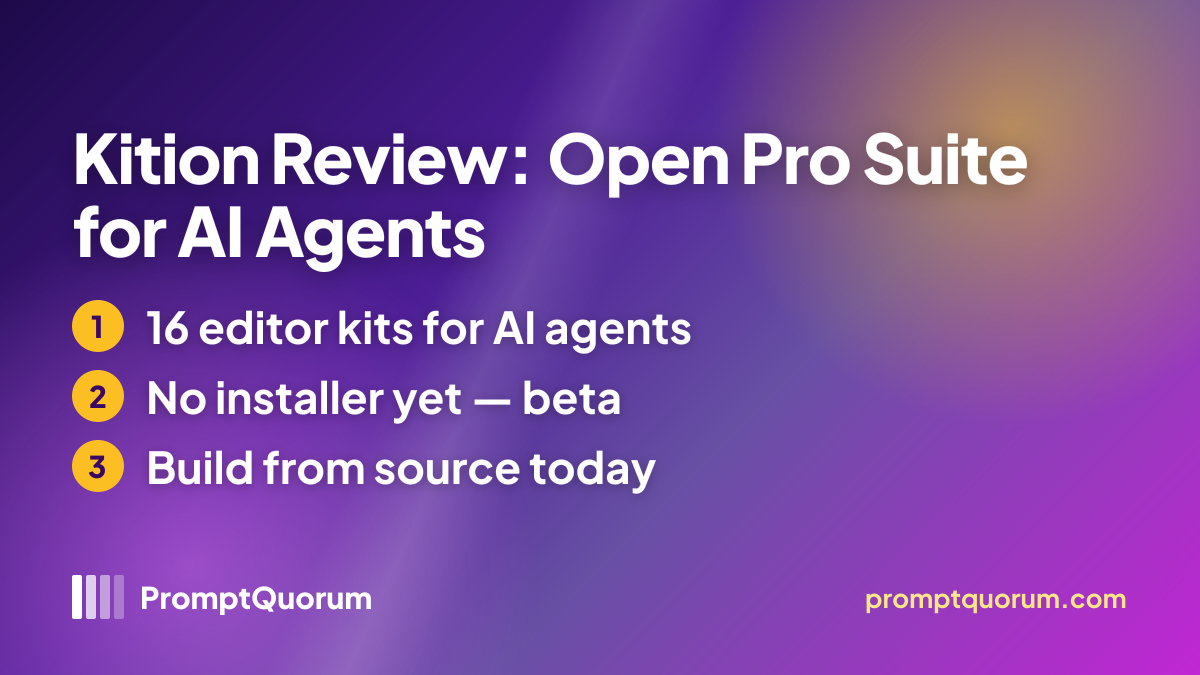 Kition Review: Open Pro Suite
for AI Agents
1 16 editor kits for AI agents
2 No installer yet — beta
3 Build from source today
PromptQuorum
promptquorum.com